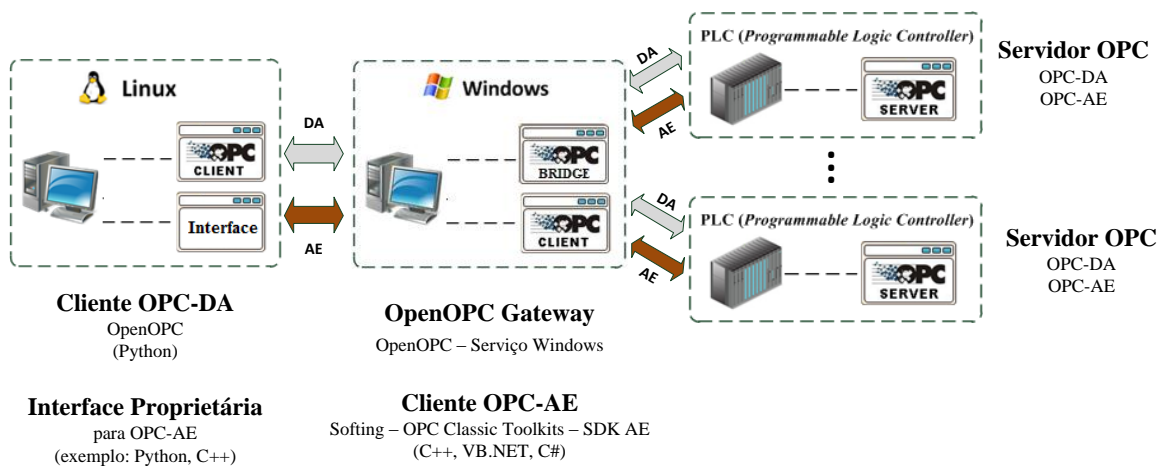 Linux
OPC
CLIENT
Interface
DA
AE
Cliente OPC-DA
OpenOPC
(Python)
Interface Proprietária
para OPC-AE
(exemplo: Python, C++)
Windows
OPC
BRIDGE
OPC
CLIENT
OpenOPC Gateway
OpenOPC – Serviço Windows
Cliente OPC-AE
Softing – OPC Classic Toolkits – SDK AE
(C++, VB.NET, C#)
DA
AE
DA
AE
PLC (Programmable Logic Controller)
OPC
SERVER
Servidor OPC
OPC-DA
OPC-AE
PLC (Programmable Logic Controller)
OPC
SERVER
Servidor OPC
OPC-DA
OPC-AE